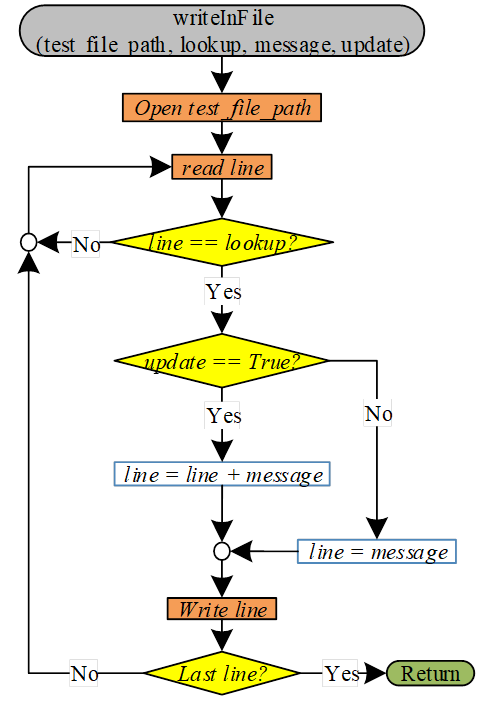 writeInFile
(test_file_path, lookup, message, update)
Open test_file_path
read line
line == lookup?
No
Yes
update == True?
Yes
No
line = line + message
line = message
Write line
Last line?
No
Yes
Return